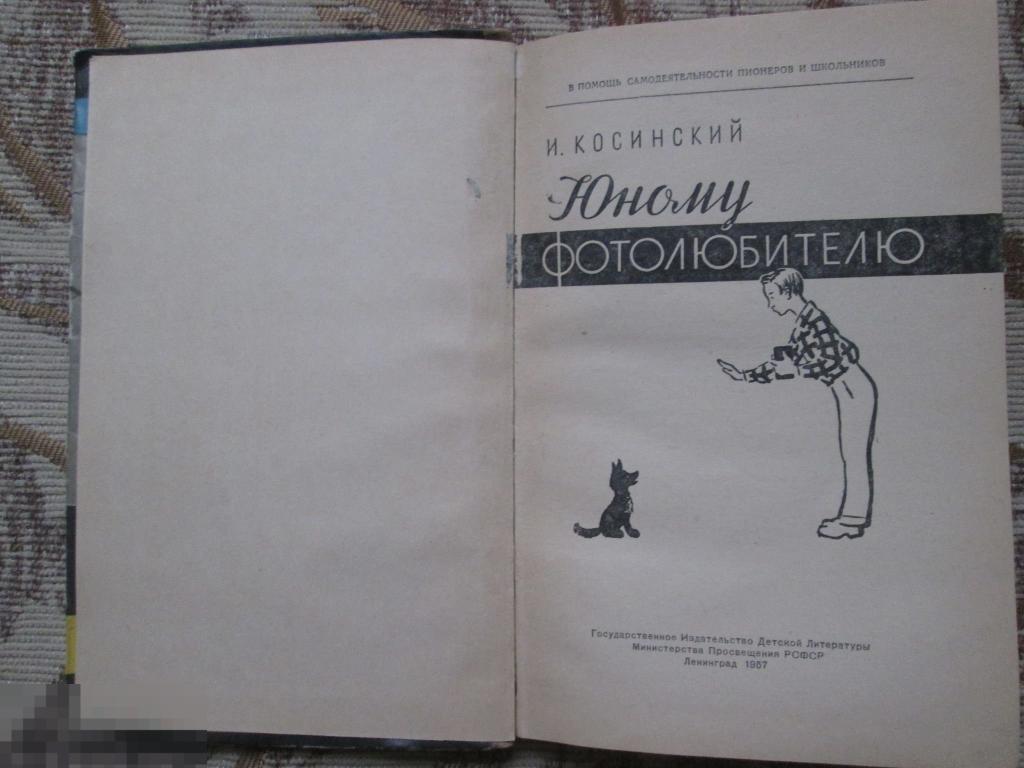 В ПОМОЩЬ САМОДЕЯТЕЛЬНОСТИ ПИОНЕРОВ И ШКОЛЬНИКОВ
И. КОСИНСКИЙ
Юному
ФОТОЛЮБИТЕЛЮ
Государственное Издательство Детской Литературы
Министерства Просвещения РСФСР
Ленинград 1957